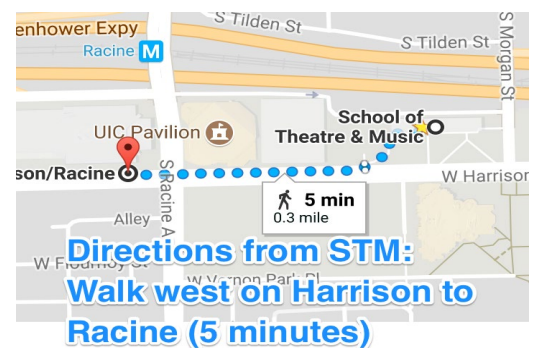 S Tilden St
enhower Expy
S Tilden St
S Morgan St
Racine M
School of
Theatre & Music
UIC Pavilion
son/Racine
W Harrison
S Racine A
5 min
0.3 mile
Alley
Directions from STM:
W Flournoy St
Walk west on Harrison to
W Vernon Park Pl
Racine (5 minutes)